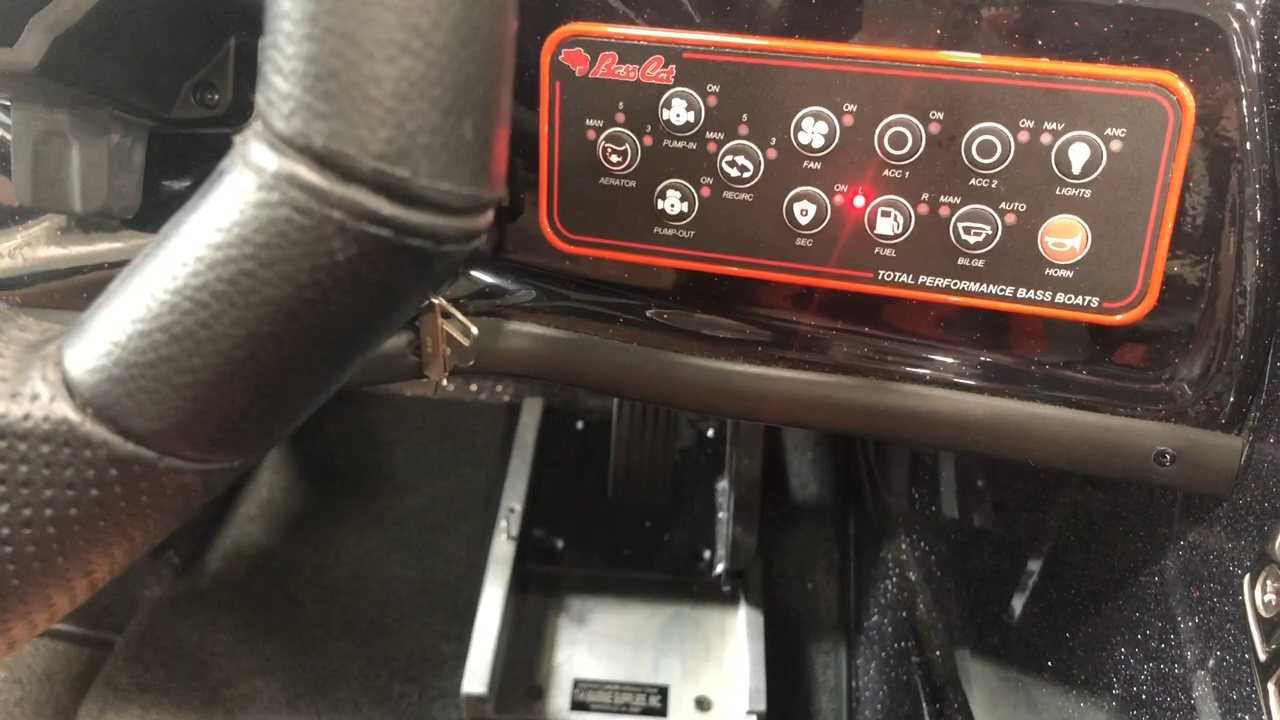 Bass Cat
ON
5
MAN
3
AERATOR
PUMP-IN
MAN
5
3
RECIRC
ON
PUMP-OUT
ON
FAN
ON
ACC 1
ON
ACC 2
NAV
ANC
LIGHTS
ON
SEC
L
R
FUEL
MAN
AUTO
BILGE
HORN
TOTAL PERFORMANCE BASS BOATS